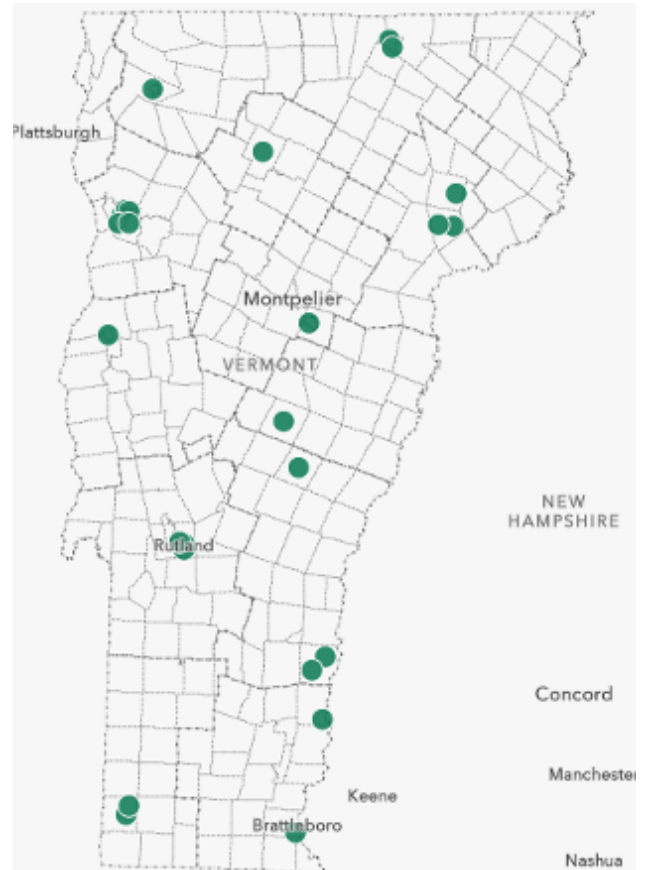 Plattsburgh
Montpelier
VERMONT
NEW
HAMPSHIRE
Rutland
Concord
Manchester
Keene
Brattleboro
Nashua